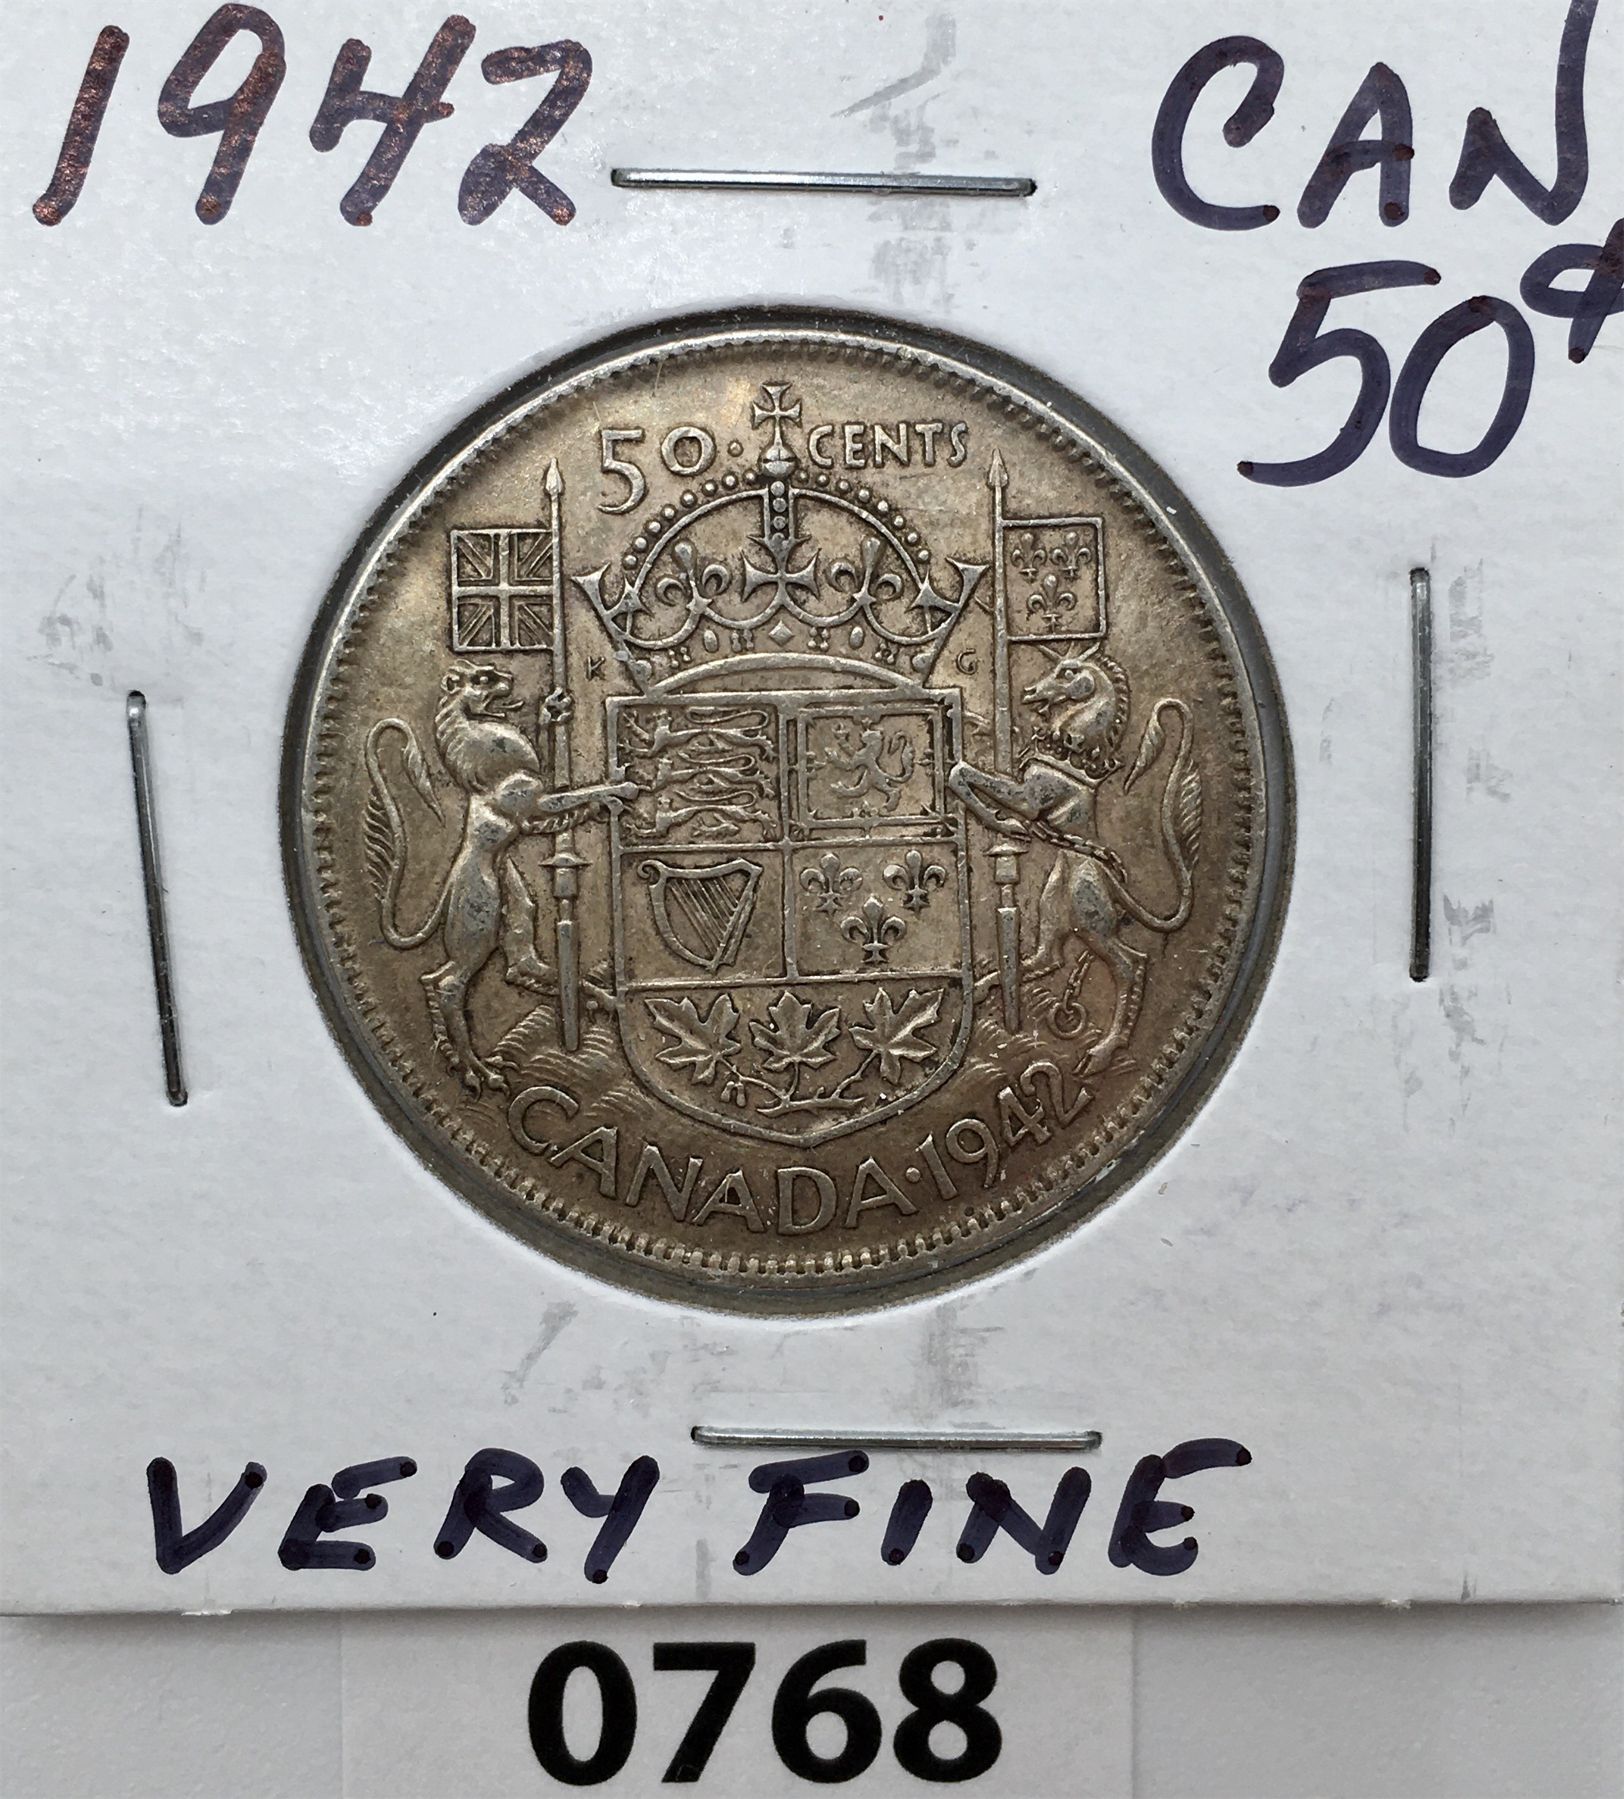 1942
CAN
50¢
50 · CENTS
K G
CANADA · 1942
VERY FINE
0768